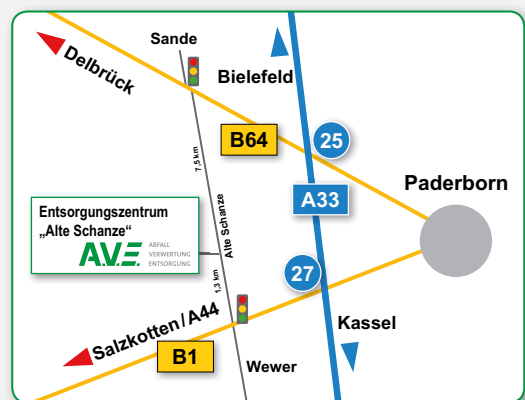 Sande
Delbrück
Bielefeld
B64
25
7,5 km
A33
Paderborn
Entsorgungszentrum
„Alte Schanze“
A.V.E.
ABFALL
VERWERTUNG
ENTSORGUNG
Alte Schanze
1,3 km
27
Salzkotten/A44
Kassel
B1
Wewer